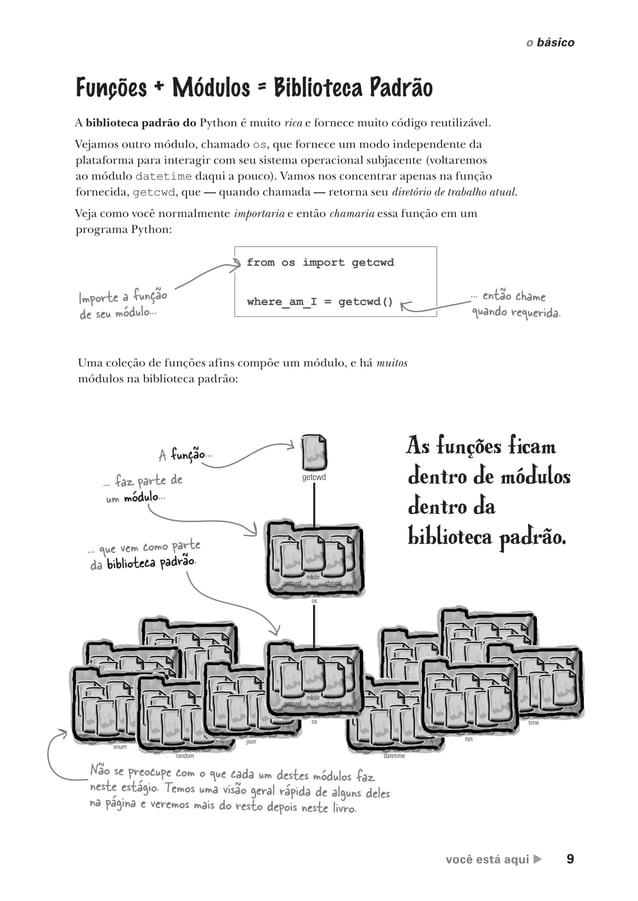 o básico
Funções + Módulos = Biblioteca Padrão
A biblioteca padrão do Python é muito rica e fornece muito código reutilizável.
Vejamos outro módulo, chamado os, que fornece um modo independente da
plataforma para interagir com seu sistema operacional subjacente (voltaremos
ao módulo datetime daqui a pouco). Vamos nos concentrar apenas na função
fornecida, getcwd, que — quando chamada — retorna seu diretório de trabalho atual.
Veja como você normalmente importaria e então chamaria essa função em um
programa Python:
from os import getcwd
where_am_I = getcwd()
Importe a função
de seu módulo...
... então chame
quando requerida.
Uma coleção de funções afins compõe um módulo, e há muitos
módulos na biblioteca padrão:
A função...
... faz parte de
um módulo...
... que vem como parte
da biblioteca padrão.
As funções ficam
dentro de módulos
dentro da
biblioteca padrão.
getcwd
mkdir
getcwd chmod
os
mkdir
getcwd chmod
os
enum
random
json
datetime
sys
time
Não se preocupe com o que cada um destes módulos faz
neste estágio. Temos uma visão geral rápida de alguns deles
na página e veremos mais do resto depois neste livro.
você está aqui ▶ 9